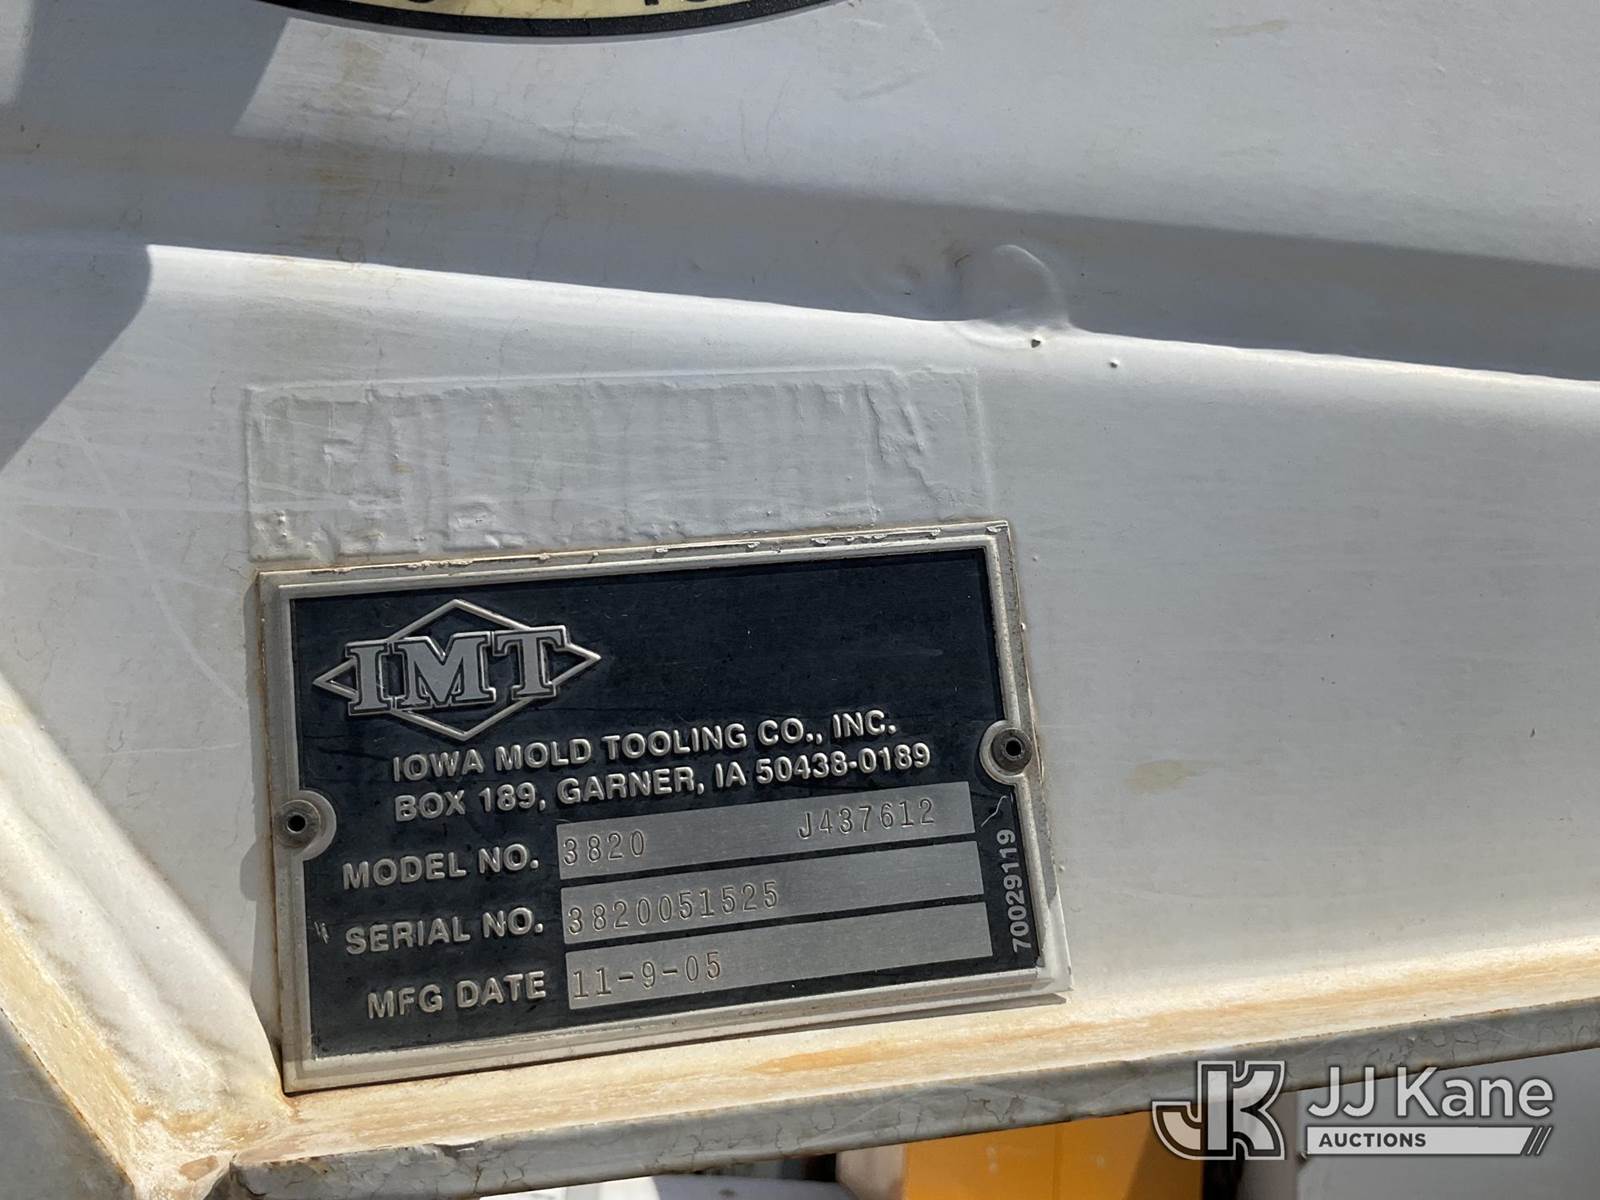 IMT
IOWA MOLD TOOLING CO., INC.
BOX 189, GARNER, IA 50438-0189
MODEL NO. 3820 J437612
SERIAL NO. 3820051525
MFG DATE 11-9-05
70029119
JK JJ Kane
AUCTIONS